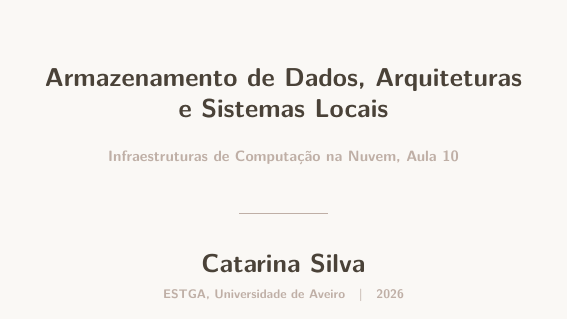 Armazenamento de Dados, Arquiteturas
e Sistemas Locais
Infraestruturas de Computação na Nuvem, Aula 10
Catarina Silva
ESTGA, Universidade de Aveiro | 2026